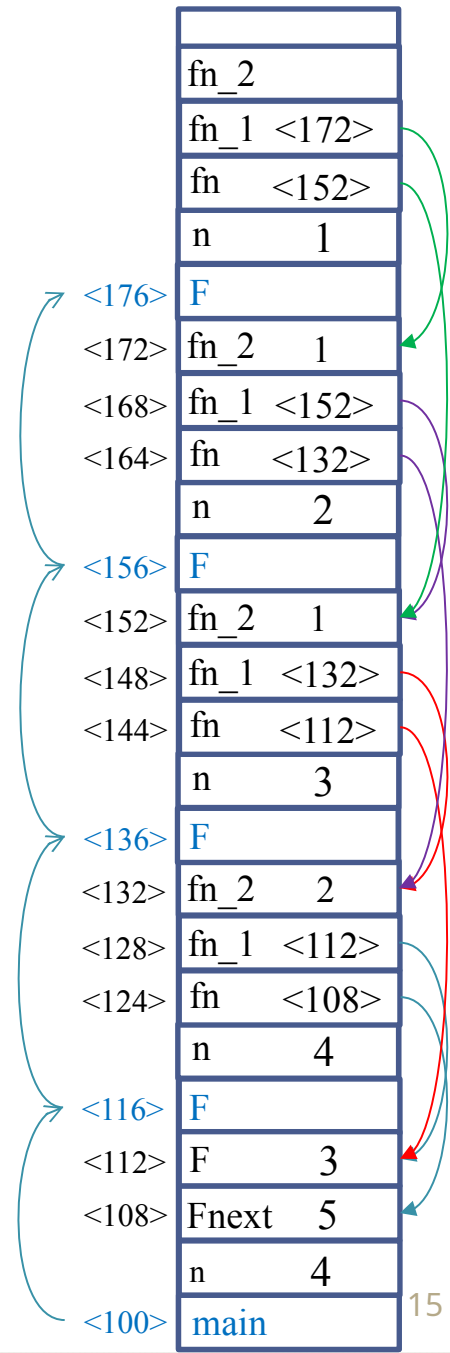 fn_2
fn_1 <172>
fn <152>
n 1
<176> F
<172> fn_2 1
<168> fn_1 <152>
<164> fn <132>
n 2
<156> F
<152> fn_2 1
<148> fn_1 <132>
<144> fn <112>
n 3
<136> F
<132> fn_2 2
<128> fn_1 <112>
<124> fn <108>
n 4
<116> F
<112> F 3
<108> Fnext 5
n 4
<100> main
15